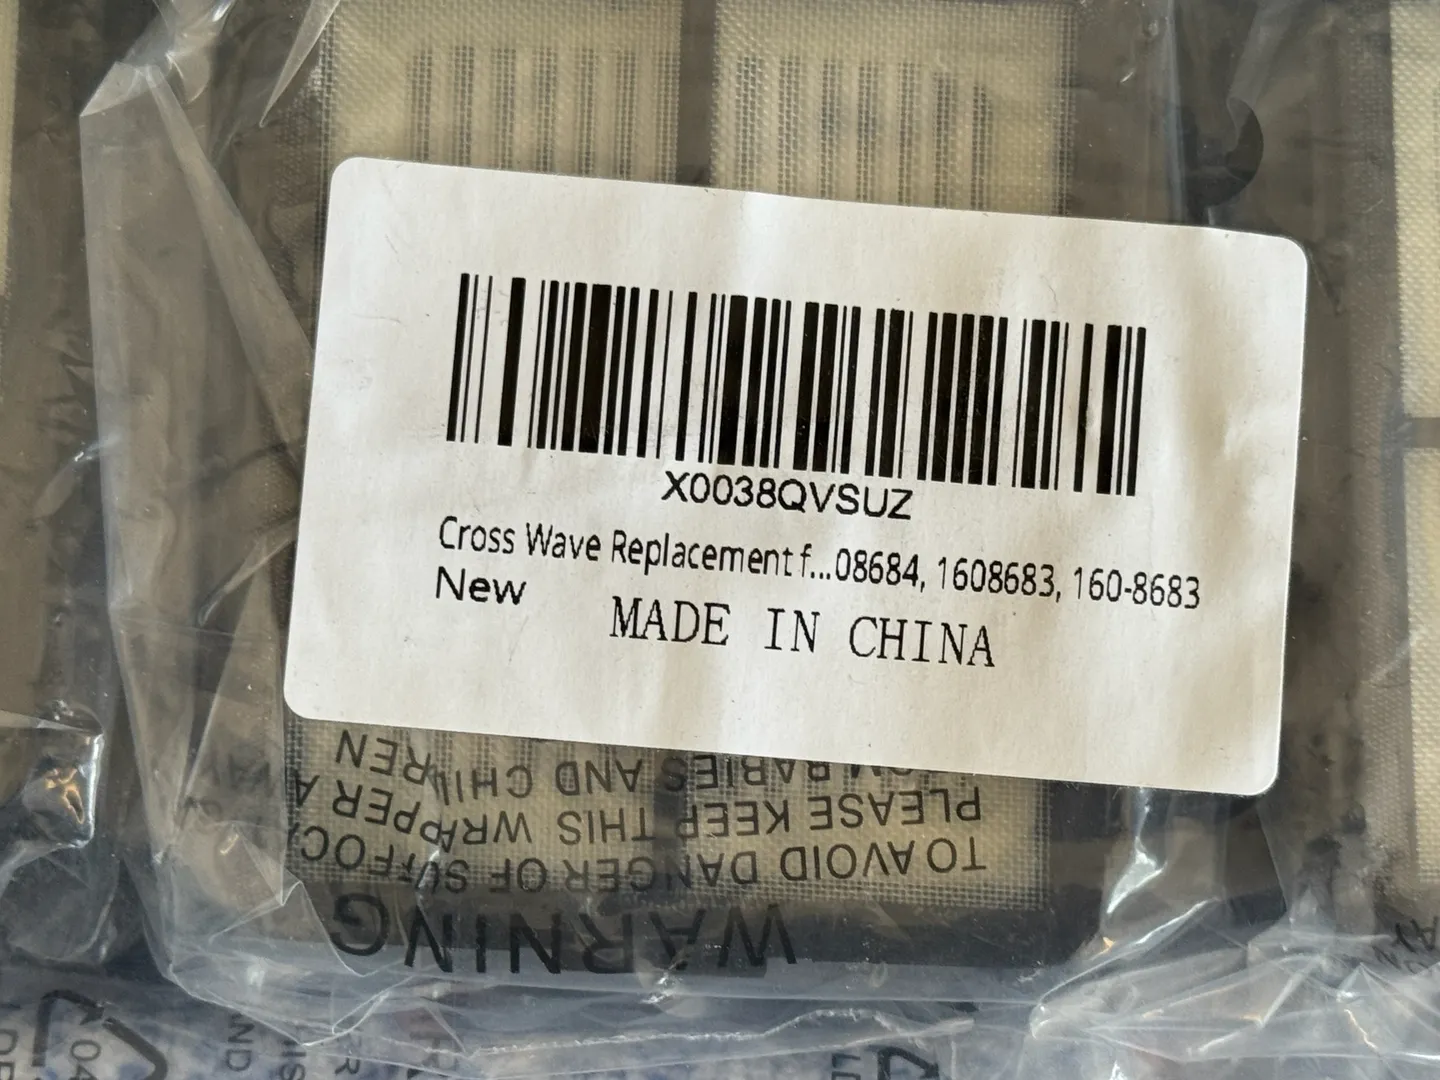 X0038QVSUZ
Cross Wave Replacement f...08684, 1608683, 160-8683
New
MADE IN CHINA
WARNING
TO AVOID DANGER OF
PLEASE KEEP THIS WRAPPER
BABIES AND CHILDREN